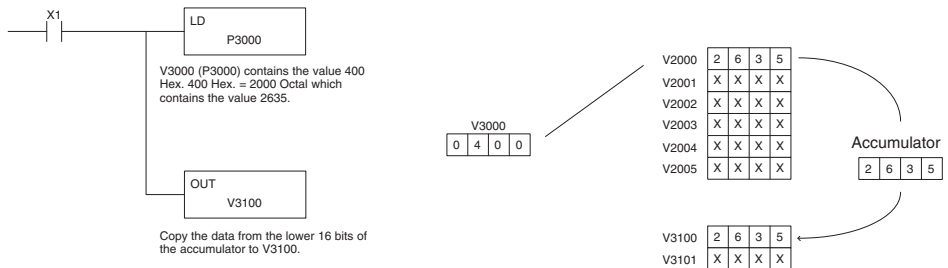 X1
LD
P3000
V3000 (P3000) contains the value 400
Hex. 400 Hex. = 2000 Octal which
contains the value 2635.
OUT
V3100
Copy the data from the lower 16 bits of
the accumulator to V3100.
V3000
0 4 0 0
V2000 2 6 3 5
V2001 X X X X
V2002 X X X X
V2003 X X X X
V2004 X X X X
V2005 X X X X
Accumulator
2 6 3 5
V3100 2 6 3 5
V3101 X X X X